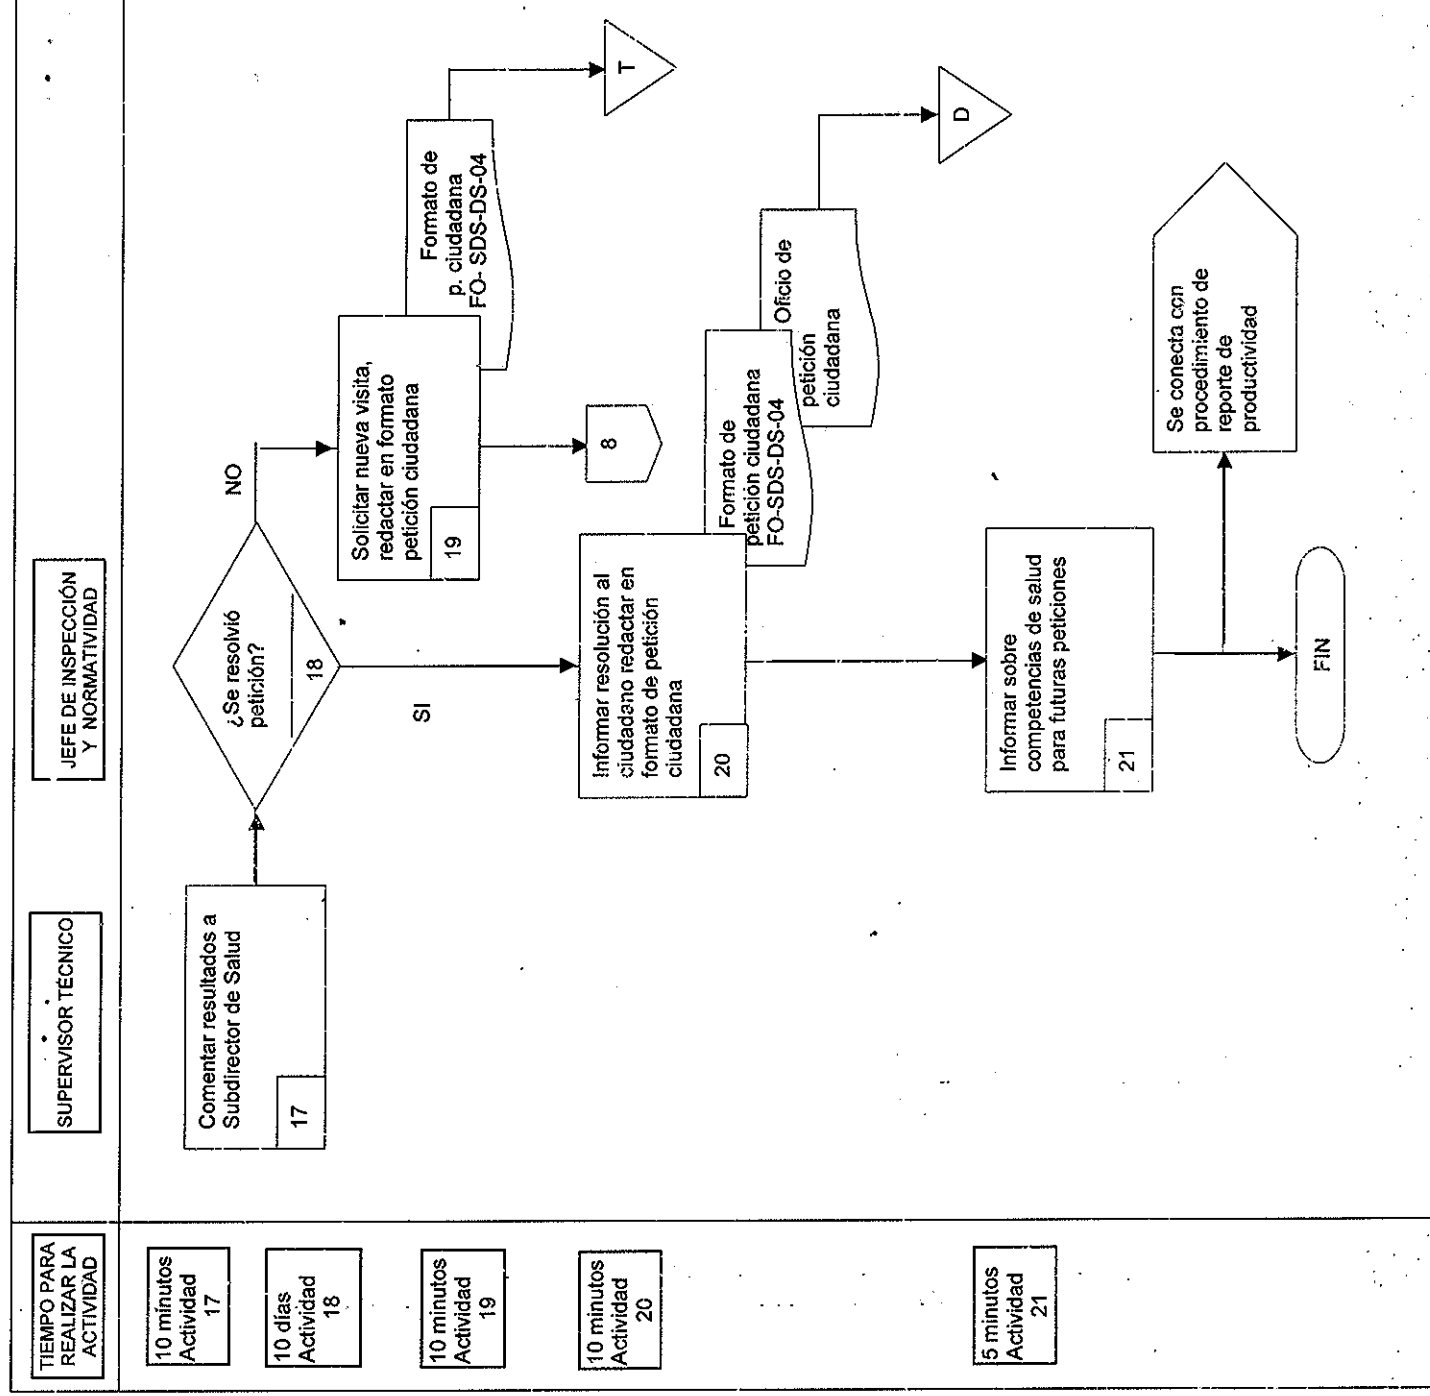 TIEMPO PARA
REALIZAR LA
ACTIVIDAD
SUPERVISOR TÉCNICO
JEFE DE INSPECCIÓN
Y NORMATIVIDAD
10 minutos
Actividad
17
Comentar resultados a
Subdirector de Salud
17
10 días
Actividad
18
¿Se resolvió
petición?
18
NO
SI
10 minutos
Actividad
19
Solicitar nueva visita,
redactar en formato
petición ciudadana
19
Formato de
p. ciudadana
FO- SDS-DS-04
T
8
10 minutos
Actividad
20
Informar resolución al
ciudadano redactar en
formato de petición
ciudadana
20
Formato de
petición ciudadana
FO-SDS-DS-04
Oficio de
petición
ciudadana
D
5 minutos
Actividad
21
Informar sobre
competencias de salud
para futuras peticiones
21
Se conecta con
procedimiento de
reporte de
productividad
FIN